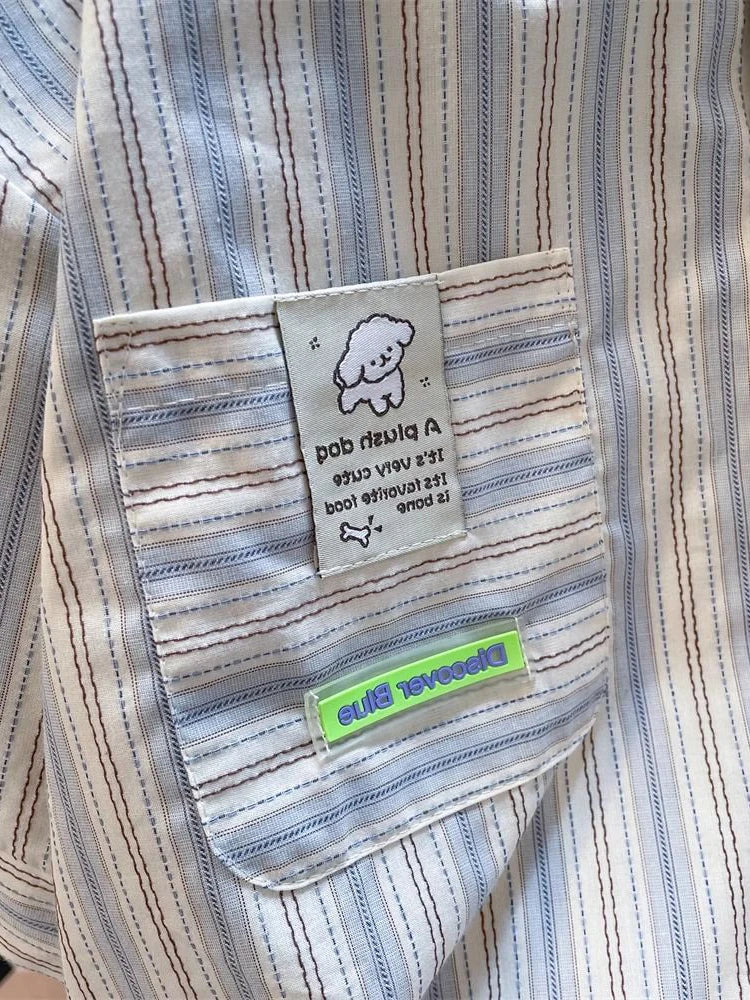 A plush dog
It's very cute
Its favorite food
is bone
Discover Blue